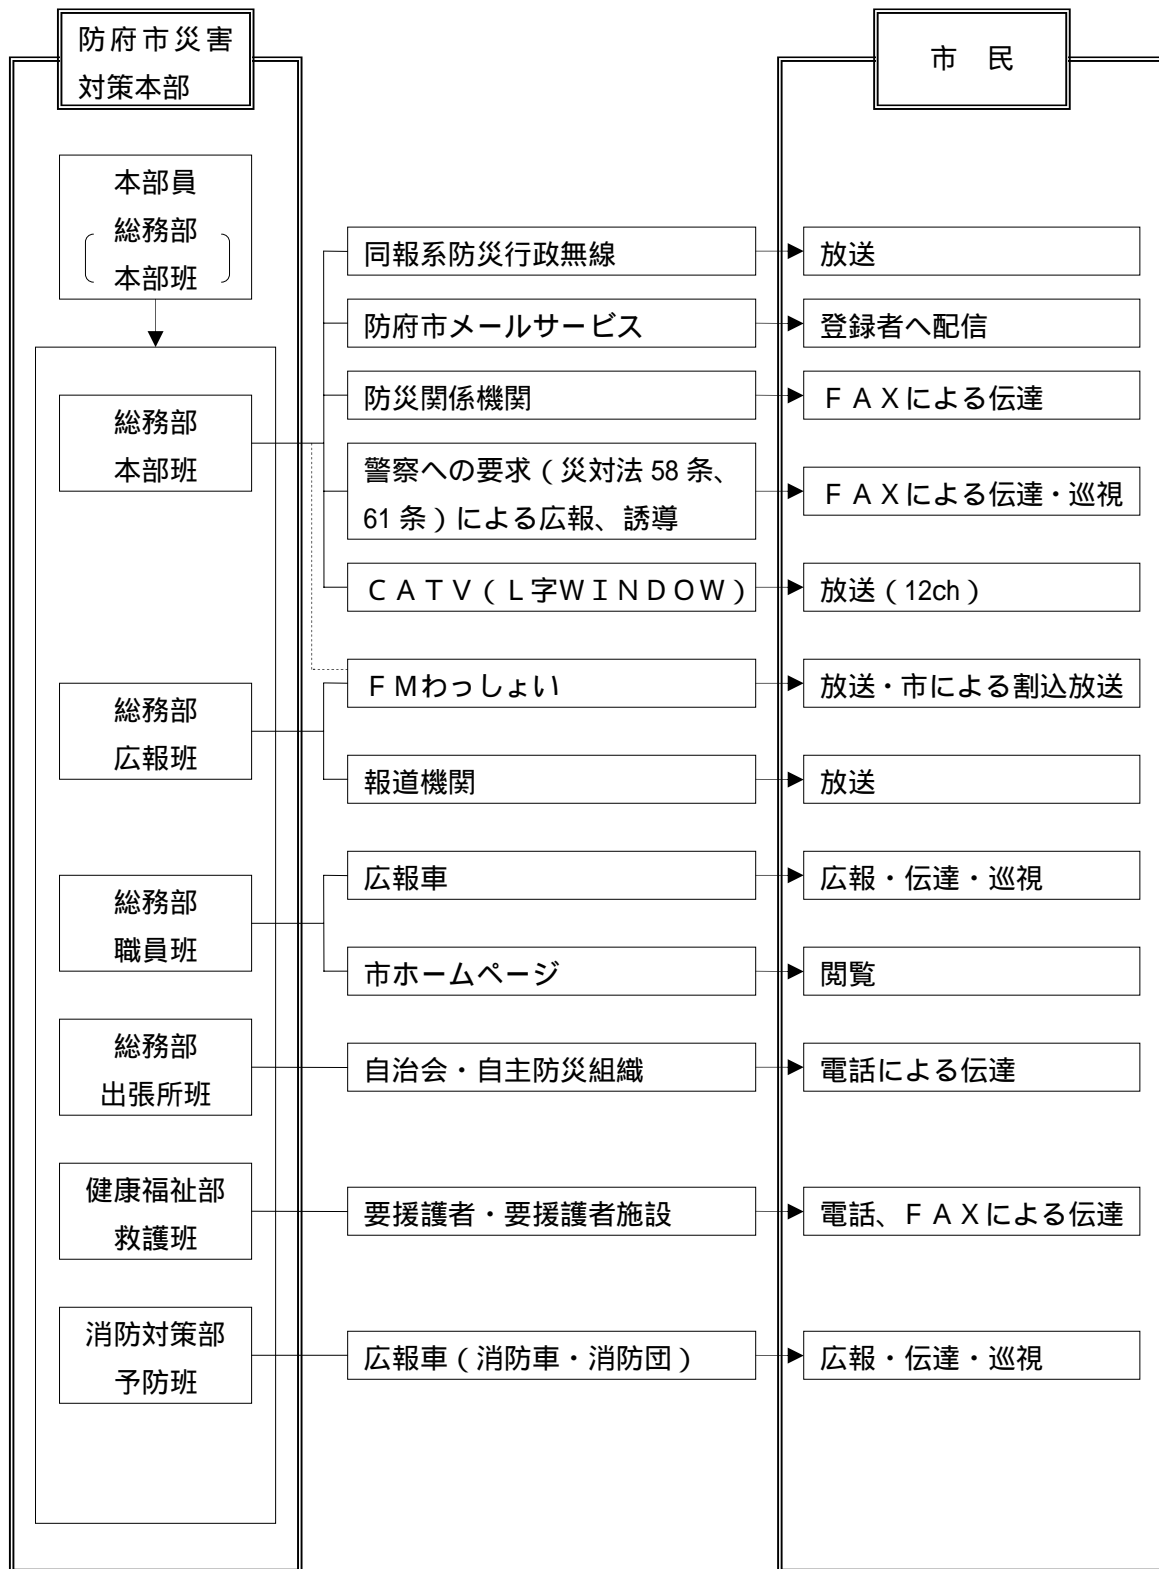 防府市災害
対策本部
市　民
本部員
総務部
本部班
同報系防災行政無線
放送
防府市メールサービス
登録者へ配信
総務部
本部班
防災関係機関
ＦＡＸによる伝達
警察への要求（災対法 58 条、
61 条）による広報、誘導
ＦＡＸによる伝達・巡視
ＣＡＴＶ（Ｌ字ＷＩＮＤＯＷ）
放送（12ch）
総務部
広報班
ＦＭわっしょい
放送・市による割込放送
報道機関
放送
総務部
職員班
広報車
広報・伝達・巡視
市ホームページ
閲覧
総務部
出張所班
自治会・自主防災組織
電話による伝達
健康福祉部
救護班
要援護者・要援護者施設
電話、ＦＡＸによる伝達
消防対策部
予防班
広報車（消防車・消防団）
広報・伝達・巡視